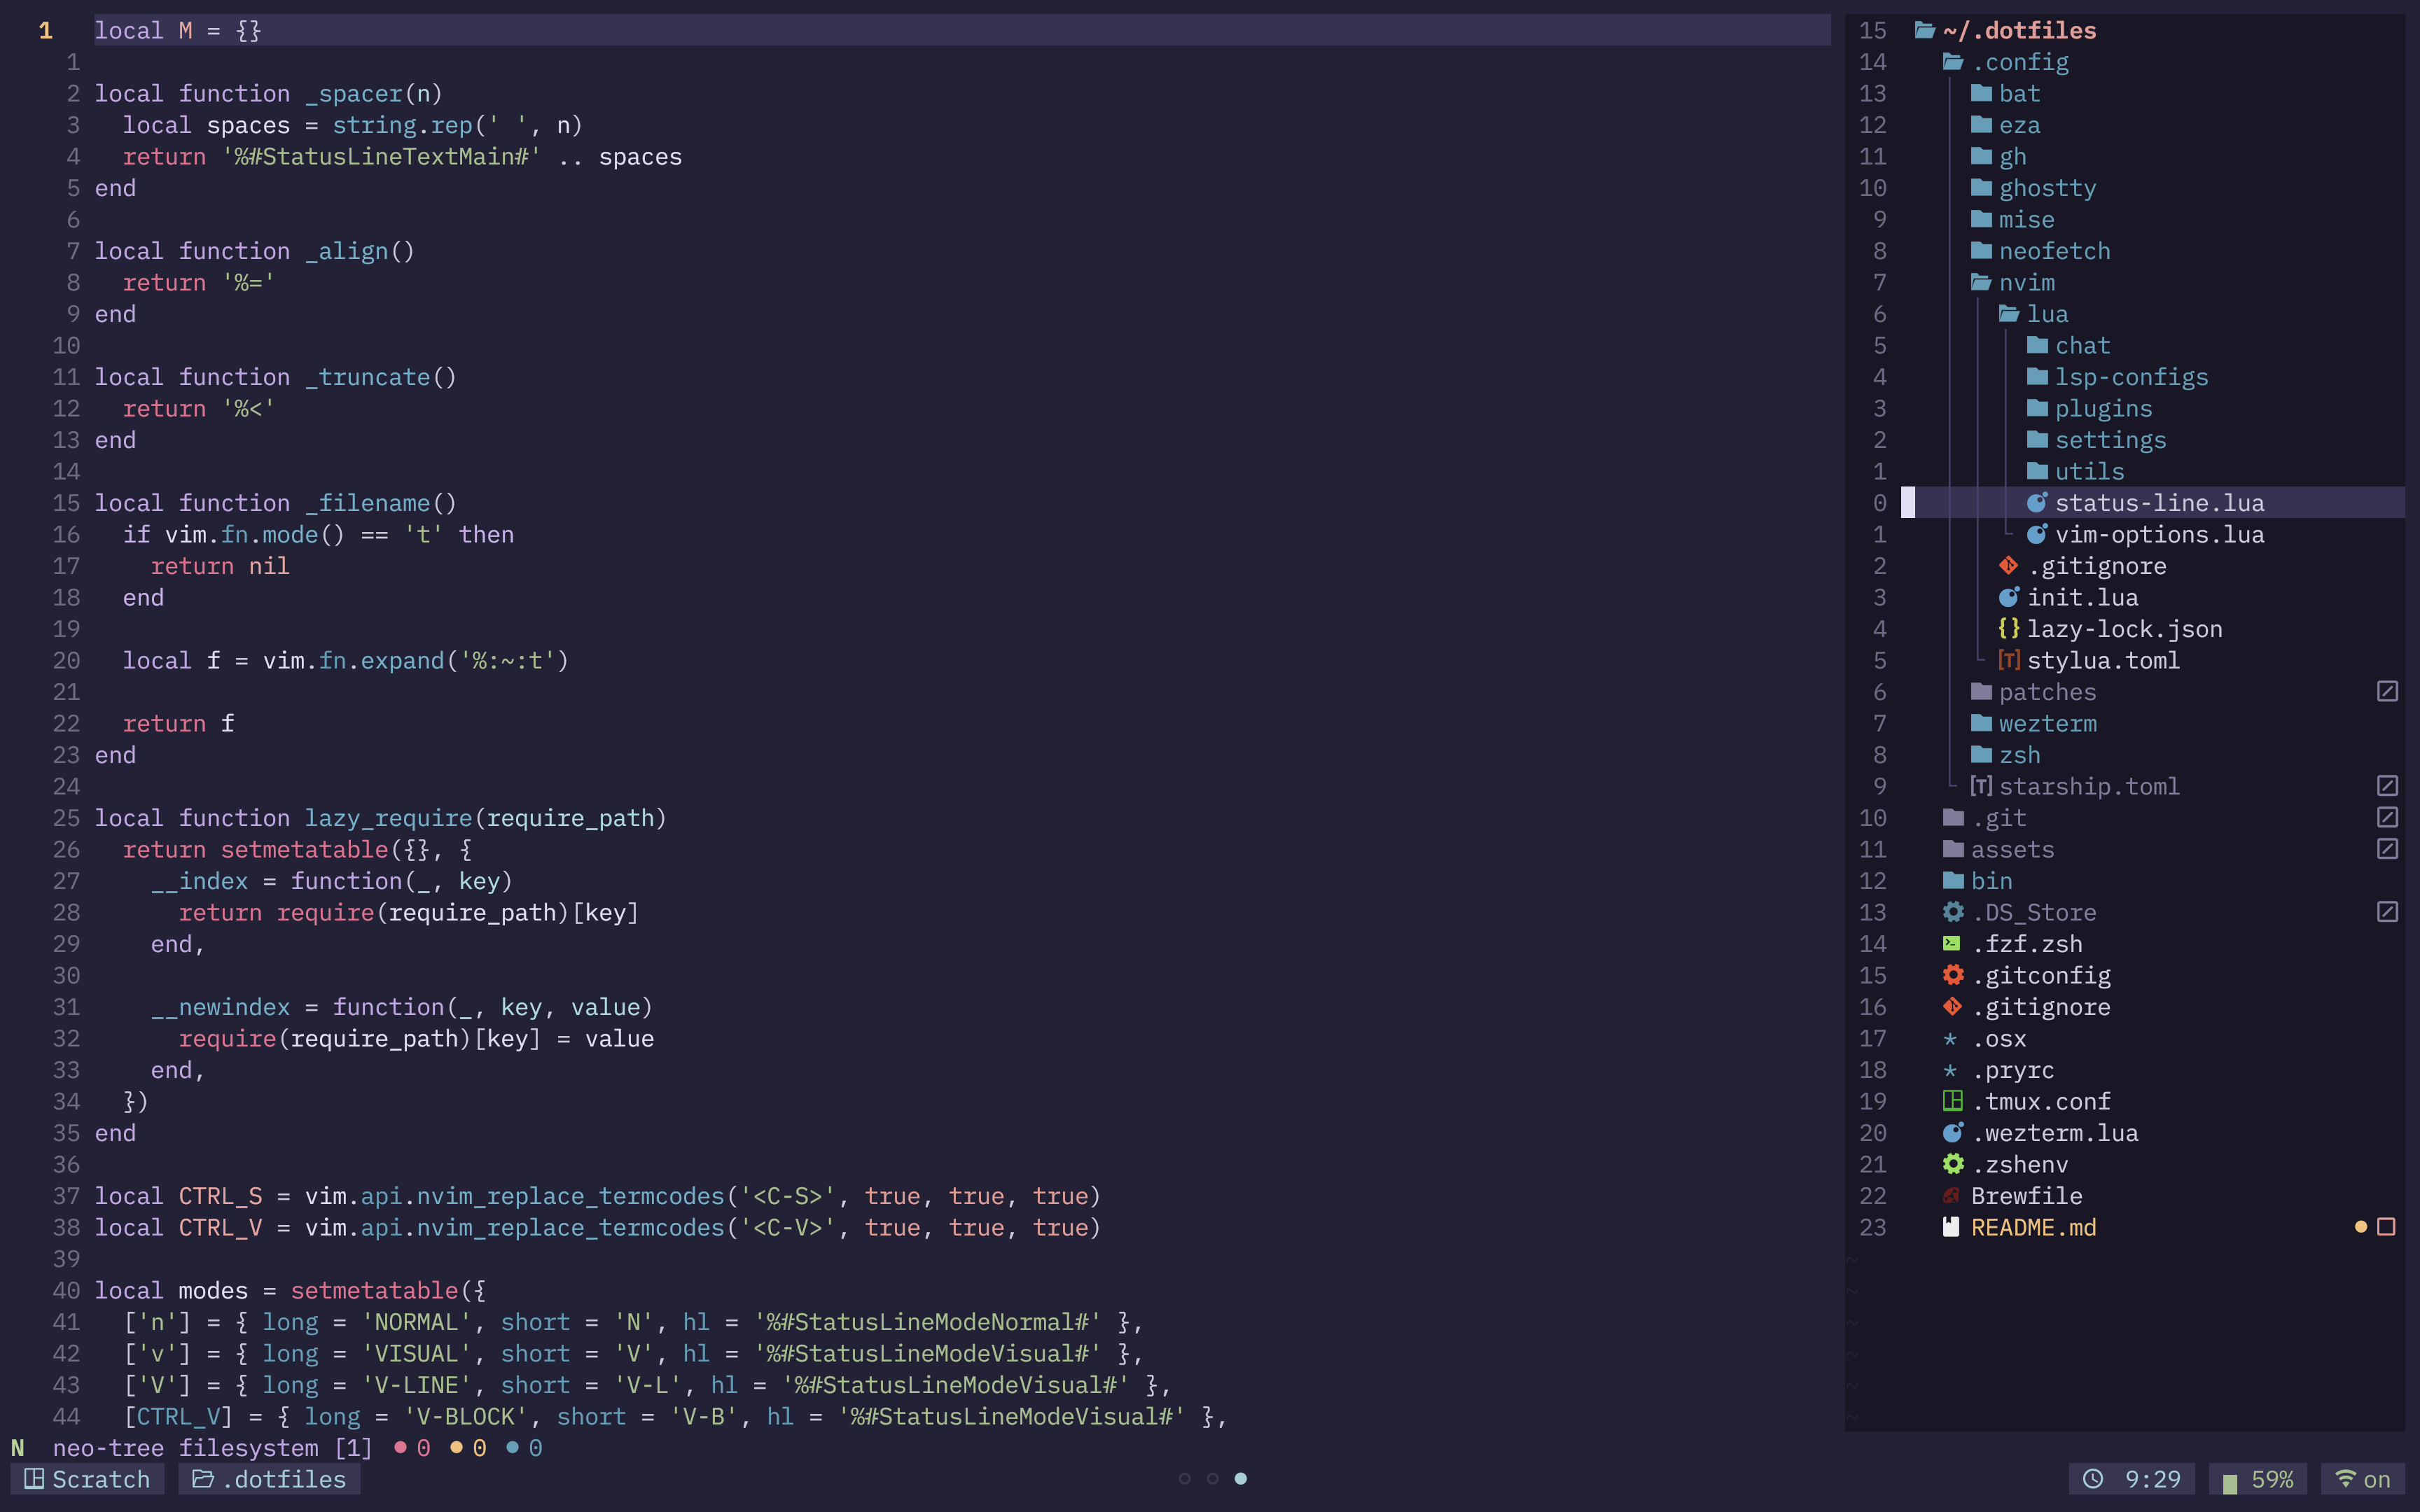 1 local M = {}
1
2 local function _spacer(n)
3   local spaces = string.rep(' ', n)
4   return '%#StatusLineTextMain#' .. spaces
5 end
6
7 local function _align()
8   return '%='
9 end
10
11 local function _truncate()
12   return '%<'
13 end
14
15 local function _filename()
16   if vim.fn.mode() == 't' then
17     return nil
18   end
19
20   local f = vim.fn.expand('%:~:t')
21
22   return f
23 end
24
25 local function lazy_require(require_path)
26   return setmetatable({}, {
27     __index = function(_, key)
28       return require(require_path)[key]
29     end,
30
31     __newindex = function(_, key, value)
32       require(require_path)[key] = value
33     end,
34   })
35 end
36
37 local CTRL_S = vim.api.nvim_replace_termcodes('<C-S>', true, true, true)
38 local CTRL_V = vim.api.nvim_replace_termcodes('<C-V>', true, true, true)
39
40 local modes = setmetatable({
41   ['n'] = { long = 'NORMAL', short = 'N', hl = '%#StatusLineModeNormal#' },
42   ['v'] = { long = 'VISUAL', short = 'V', hl = '%#StatusLineModeVisual#' },
43   ['V'] = { long = 'V-LINE', short = 'V-L', hl = '%#StatusLineModeVisual#' },
44   [CTRL_V] = { long = 'V-BLOCK', short = 'V-B', hl = '%#StatusLineModeVisual#' },
15 ~/.dotfiles
14 .config
13 bat
12 eza
11 gh
10 ghostty
9 mise
8 neofetch
7 nvim
6 lua
5 chat
4 lsp-configs
3 plugins
2 settings
1 utils
0 status-line.lua
1 vim-options.lua
2 .gitignore
3 init.lua
4 {} lazy-lock.json
5 [T] stylua.toml
6 patches
7 wezterm
8 zsh
9 [T] starship.toml
10 .git
11 assets
12 bin
13 .DS_Store
14 .fzf.zsh
15 .gitconfig
16 .gitignore
17 * .osx
18 * .pryrc
19 .tmux.conf
20 .wezterm.lua
21 .zshenv
22 Brewfile
23 README.md
~
~
~
~
~
~
N neo-tree filesystem [1] 0 0 0
Scratch .dotfiles 9:29 59% on